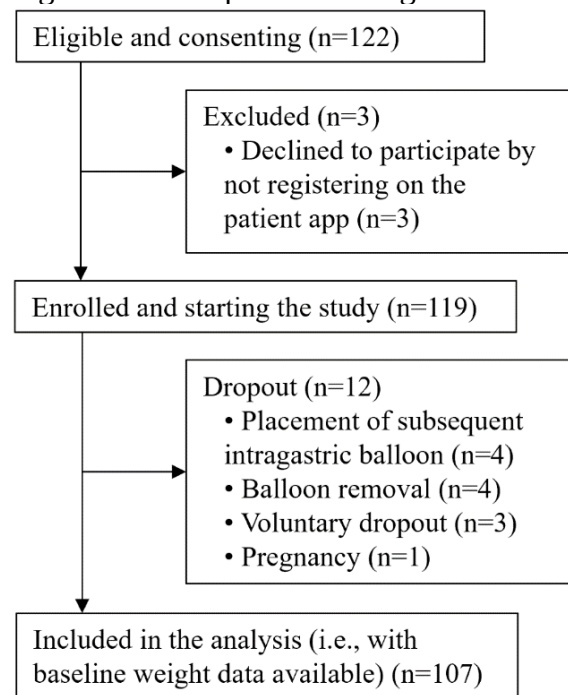 Eligible and consenting (n=122)
Excluded (n=3)
• Declined to participate by
not registering on the
patient app (n=3)
Enrolled and starting the study (n=119)
Dropout (n=12)
• Placement of subsequent
intragastric balloon (n=4)
• Balloon removal (n=4)
• Voluntary dropout (n=3)
• Pregnancy (n=1)
Included in the analysis (i.e., with
baseline weight data available) (n=107)